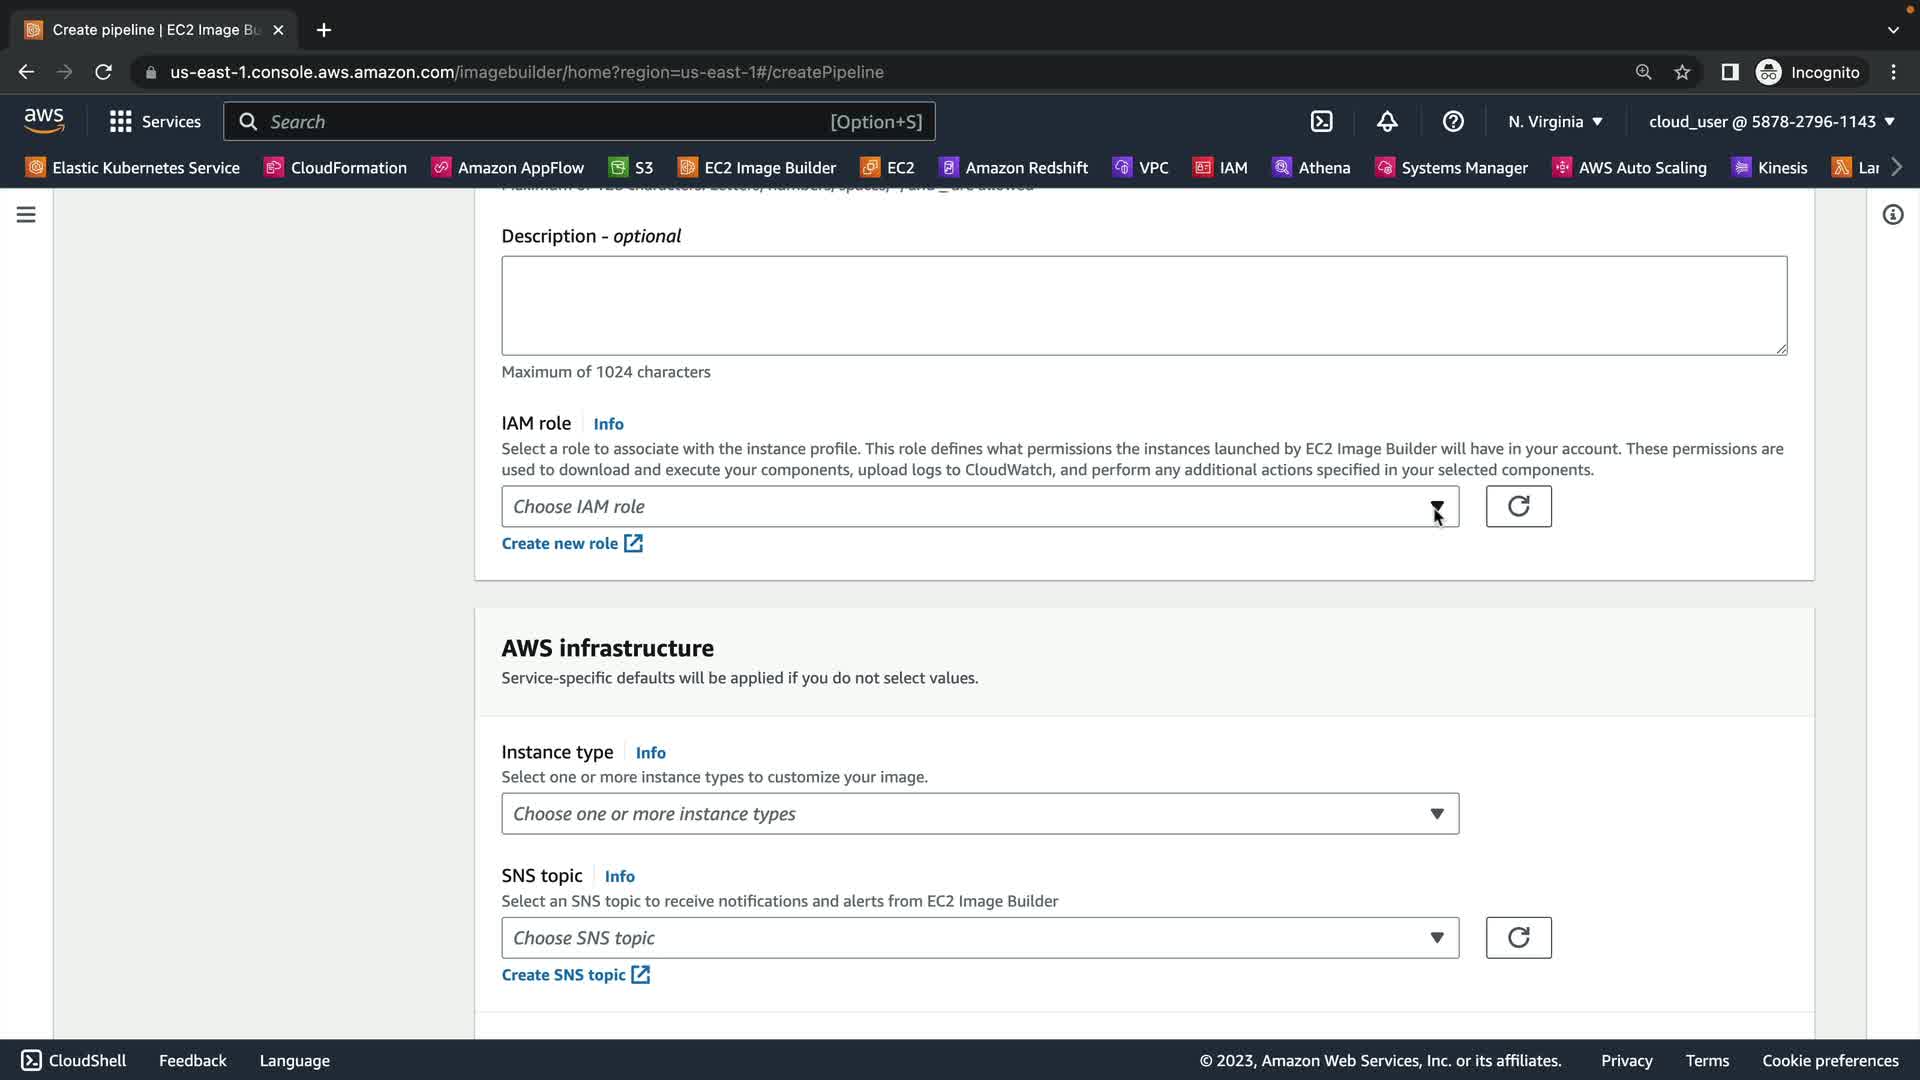 Create pipeline | EC2 Image Bu
us-east-1.console.aws.amazon.com/imagebuilder/home?region=us-east-1#/createPipeline
Incognito
aws
Services
Search
[Option+S]
N. Virginia
cloud_user @ 5878-2796-1143
Elastic Kubernetes Service
CloudFormation
Amazon AppFlow
S3
EC2 Image Builder
EC2
Amazon Redshift
VPC
IAM
Athena
Systems Manager
AWS Auto Scaling
Kinesis
Lar
Description - optional
Maximum of 1024 characters
IAM role
Info
Select a role to associate with the instance profile. This role defines what permissions the instances launched by EC2 Image Builder will have in your account. These permissions are
used to download and execute your components, upload logs to CloudWatch, and perform any additional actions specified in your selected components.
Choose IAM role
Create new role
AWS infrastructure
Service-specific defaults will be applied if you do not select values.
Instance type
Info
Select one or more instance types to customize your image.
Choose one or more instance types
SNS topic
Info
Select an SNS topic to receive notifications and alerts from EC2 Image Builder
Choose SNS topic
Create SNS topic
CloudShell
Feedback
Language
© 2023, Amazon Web Services, Inc. or its affiliates.
Privacy
Terms
Cookie preferences